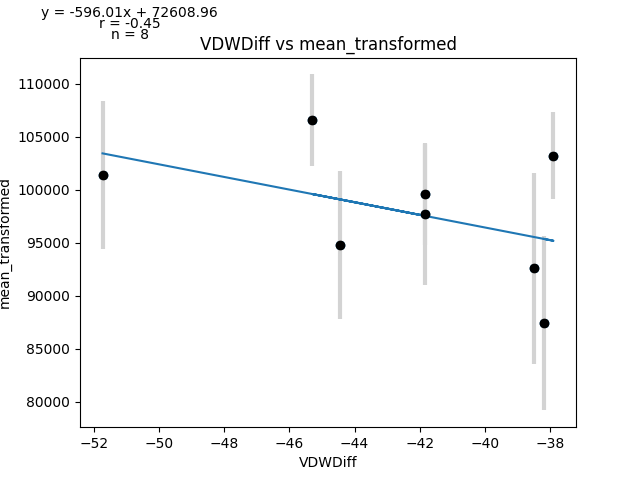 y = -596.01x + 72608.96
r = -0.45
n = 8
VDWDiff vs mean_transformed
110000
105000
100000
95000
90000
85000
80000
mean_transformed
−52
−50
−48
−46
−44
−42
−40
−38
VDWDiff